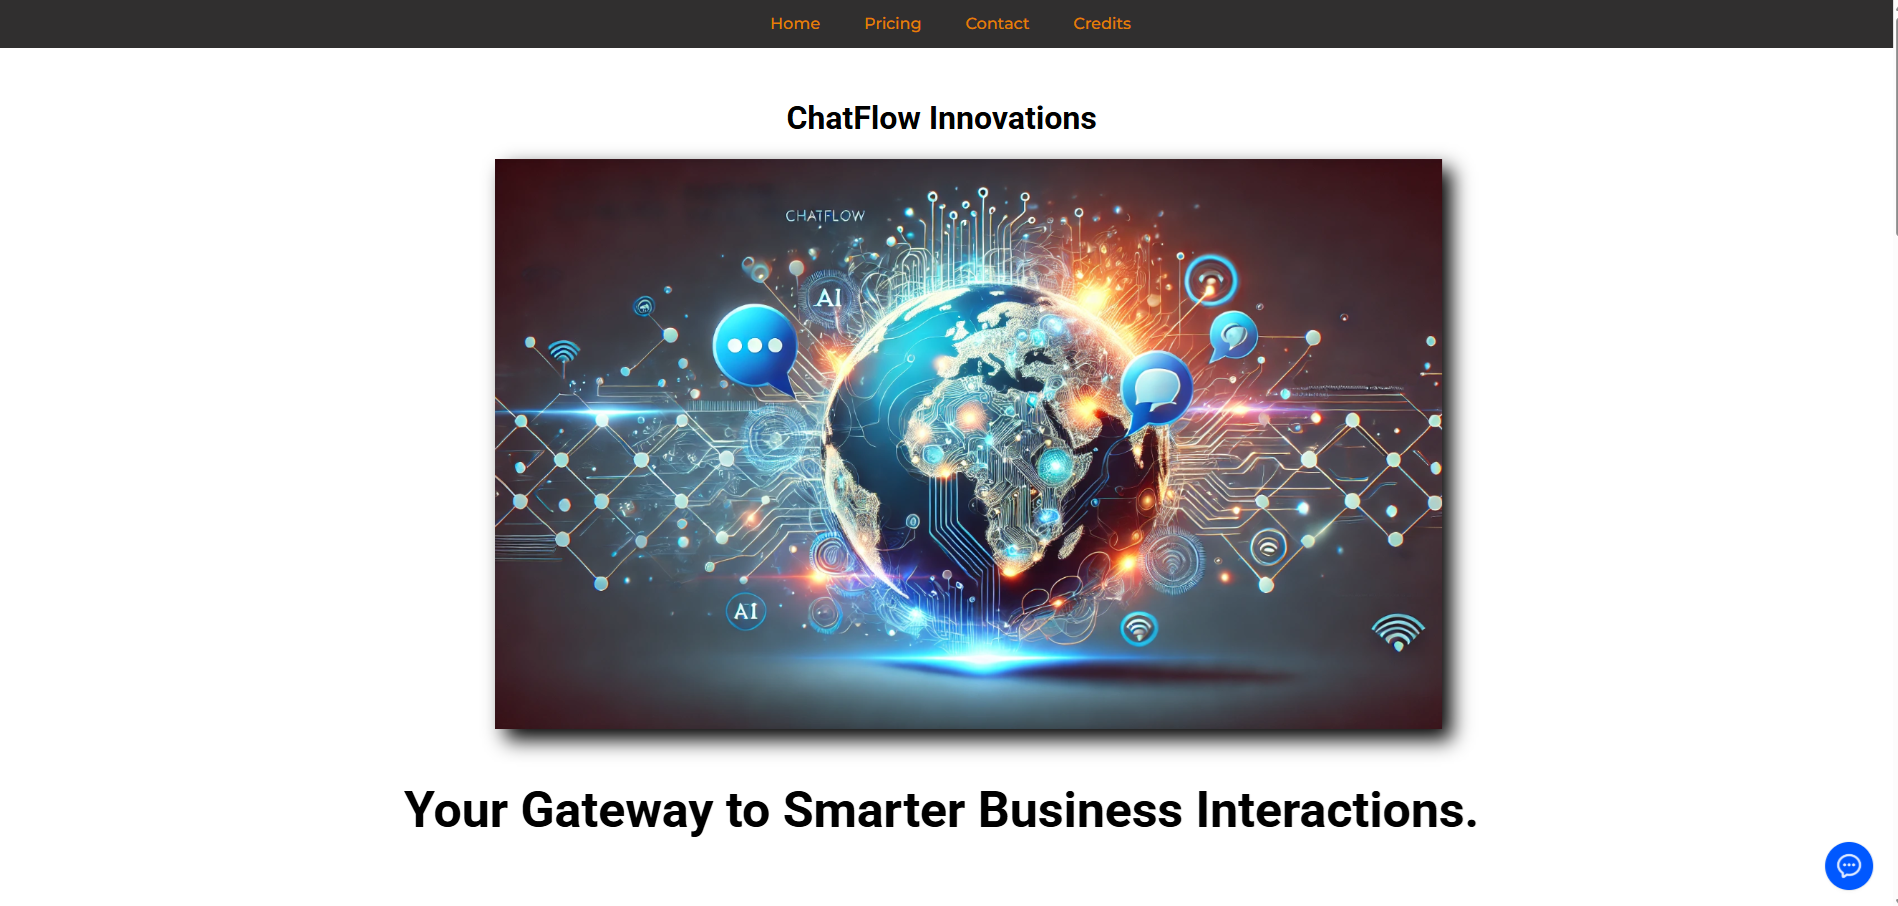 Home Pricing Contact Credits
ChatFlow Innovations
CHATFLOW
AI
AI
Your Gateway to Smarter Business Interactions.